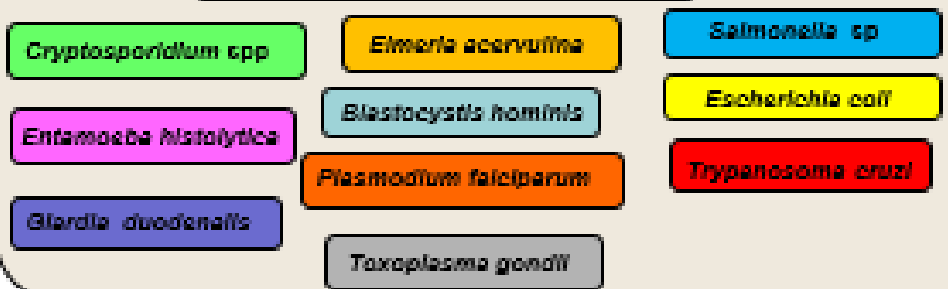 Cryptosporidium spp
Entamoeba histolytica
Giardia duodenalis
Eimeria acervulina
Blastocystis hominis
Plasmodium falciparum
Toxoplasma gondii
Salmonella sp
Escherichia coli
Trypanosoma cruzi